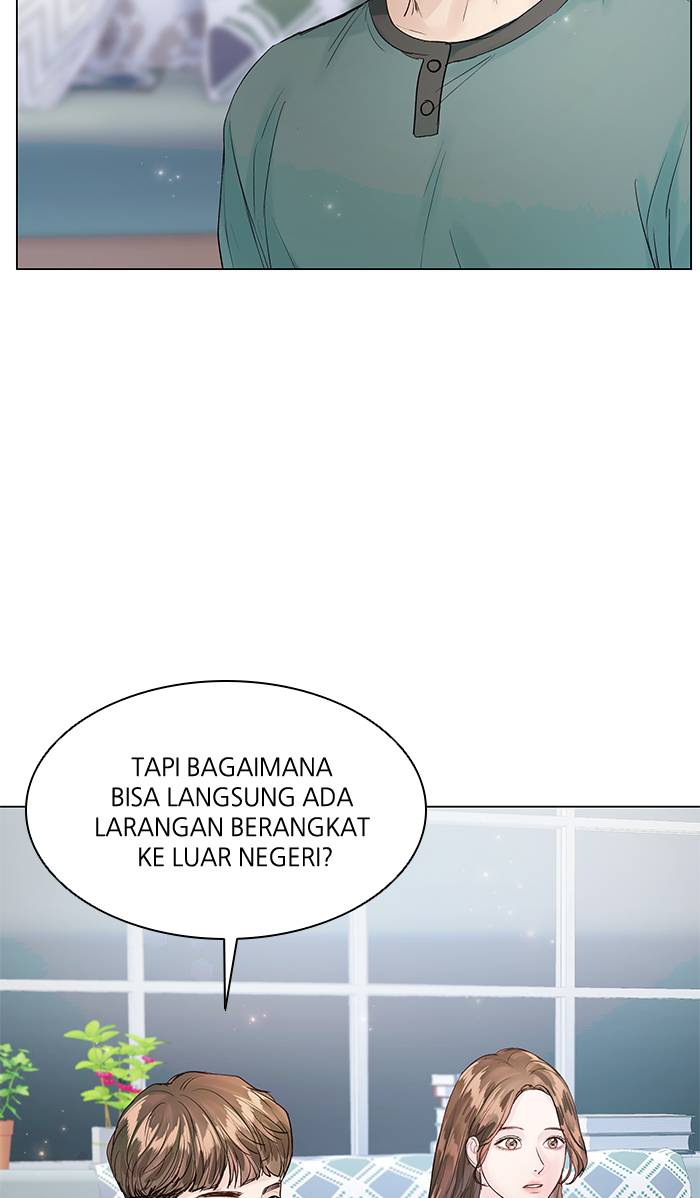 TAPI BAGAIMANA
BISA LANGSUNG ADA
LARANGAN BERANGKAT
KE LUAR NEGERI?